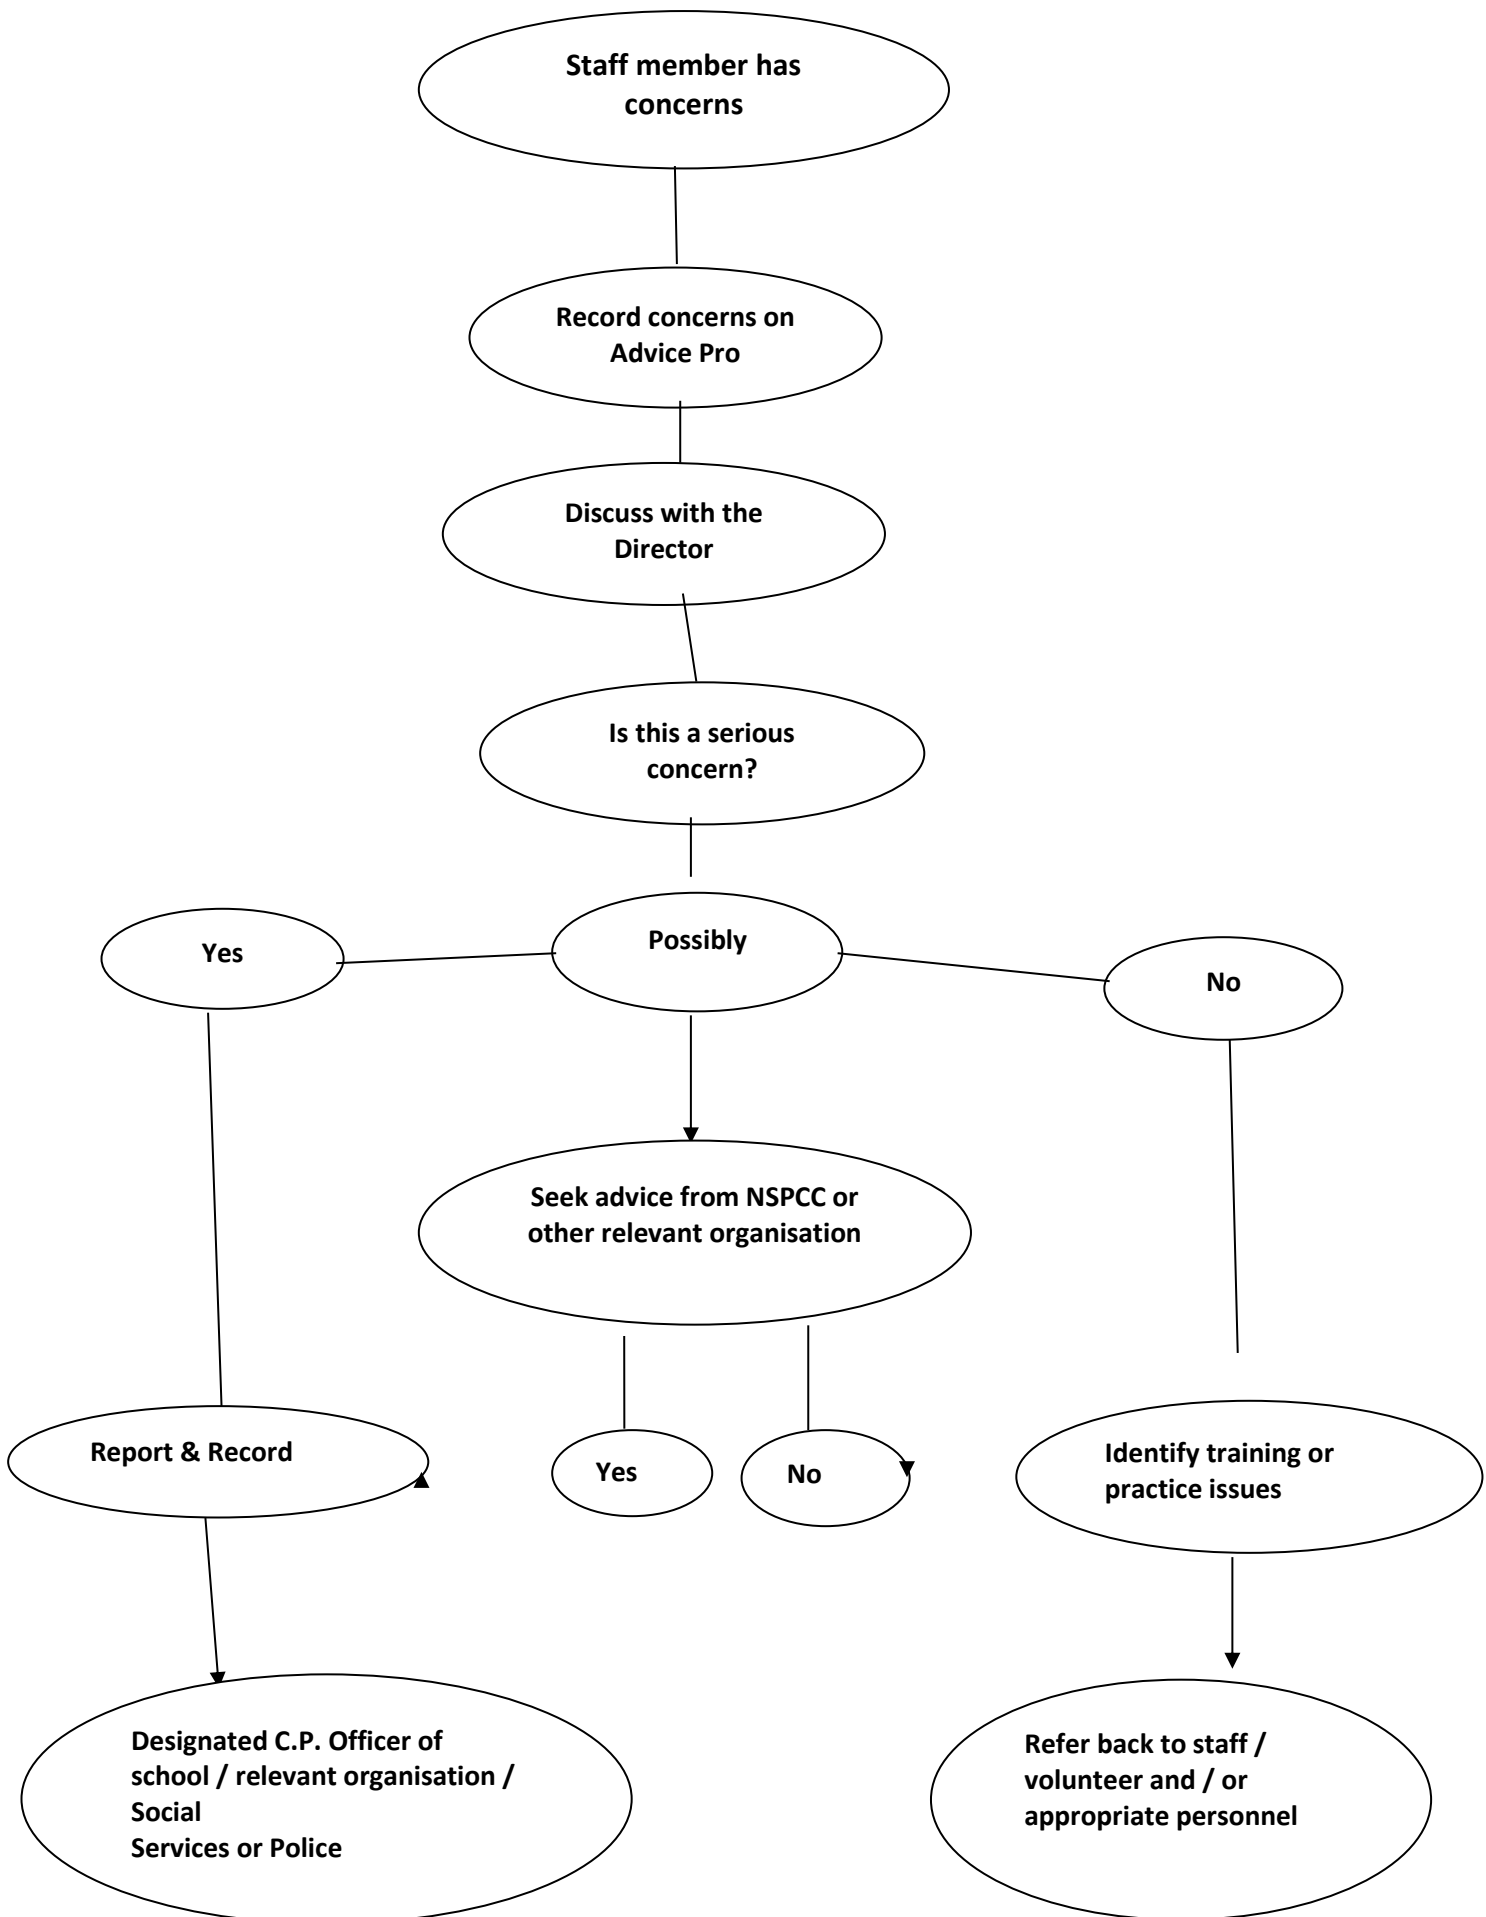 Staff member has
concerns
Record concerns on
Advice Pro
Discuss with the
Director
Is this a serious
concern?
Yes
Possibly
No
Seek advice from NSPCC or
other relevant organisation
Report & Record
Yes
No
Identify training or
practice issues
Designated C.P. Officer of
school / relevant organisation /
Social
Services or Police
Refer back to staff /
volunteer and / or
appropriate personnel